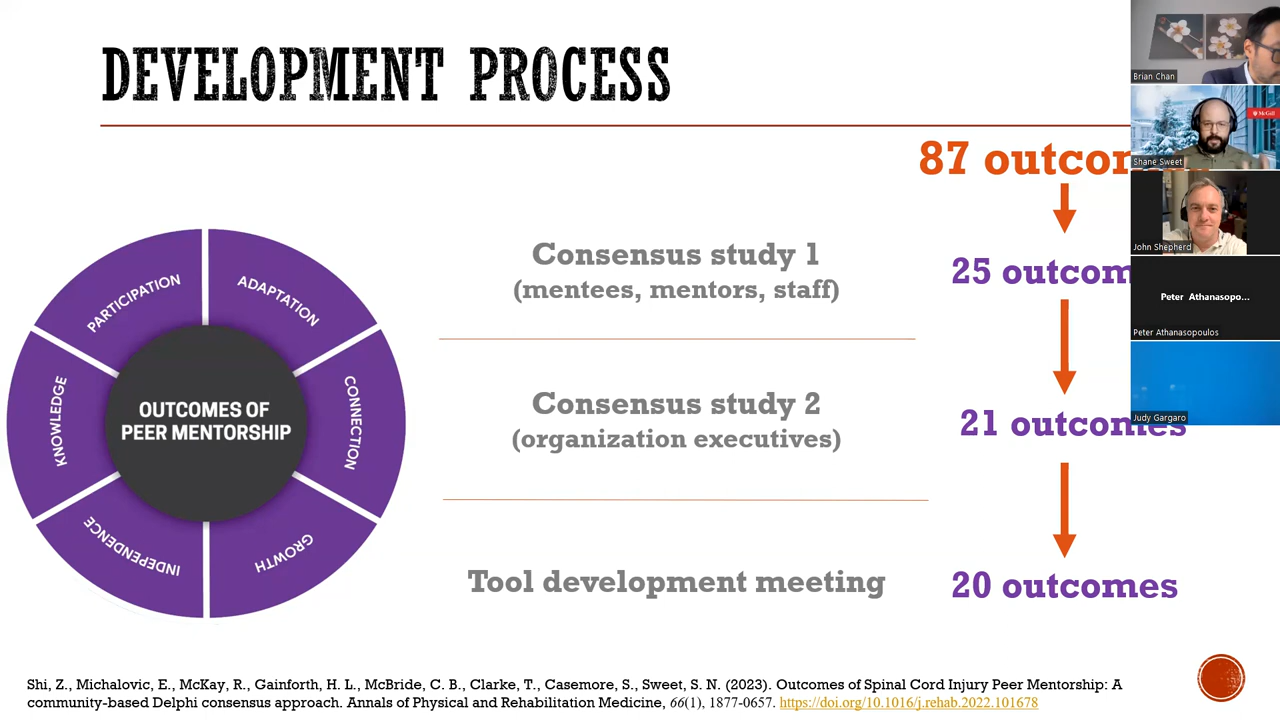 DEVELOPMENT PROCESS
87 outcom
Consensus study 1
(mentees, mentors, staff)
25 outcom
Consensus study 2
(organization executives)
21 outcomes
Tool development meeting
20 outcomes
PARTICIPATION
ADAPTATION
KNOWLEDGE
OUTCOMES OF
PEER MENTORSHIP
CONNECTION
INDEPENDENCE
GROWTH
Shi, Z., Michalovic, E., McKay, R., Gainforth, H. L., McBride, C. B., Clarke, T., Casemore, S., Sweet, S. N. (2023). Outcomes of Spinal Cord Injury Peer Mentorship: A
community-based Delphi consensus approach. Annals of Physical and Rehabilitation Medicine, 66(1), 1877-0657. https://doi.org/10.1016/j.rehab.2022.101678
Brian Chan
McGill
Shane Sweet
John Shepherd
Peter Athanasopo...
Peter Athanasopoulos
Judy Gargaro